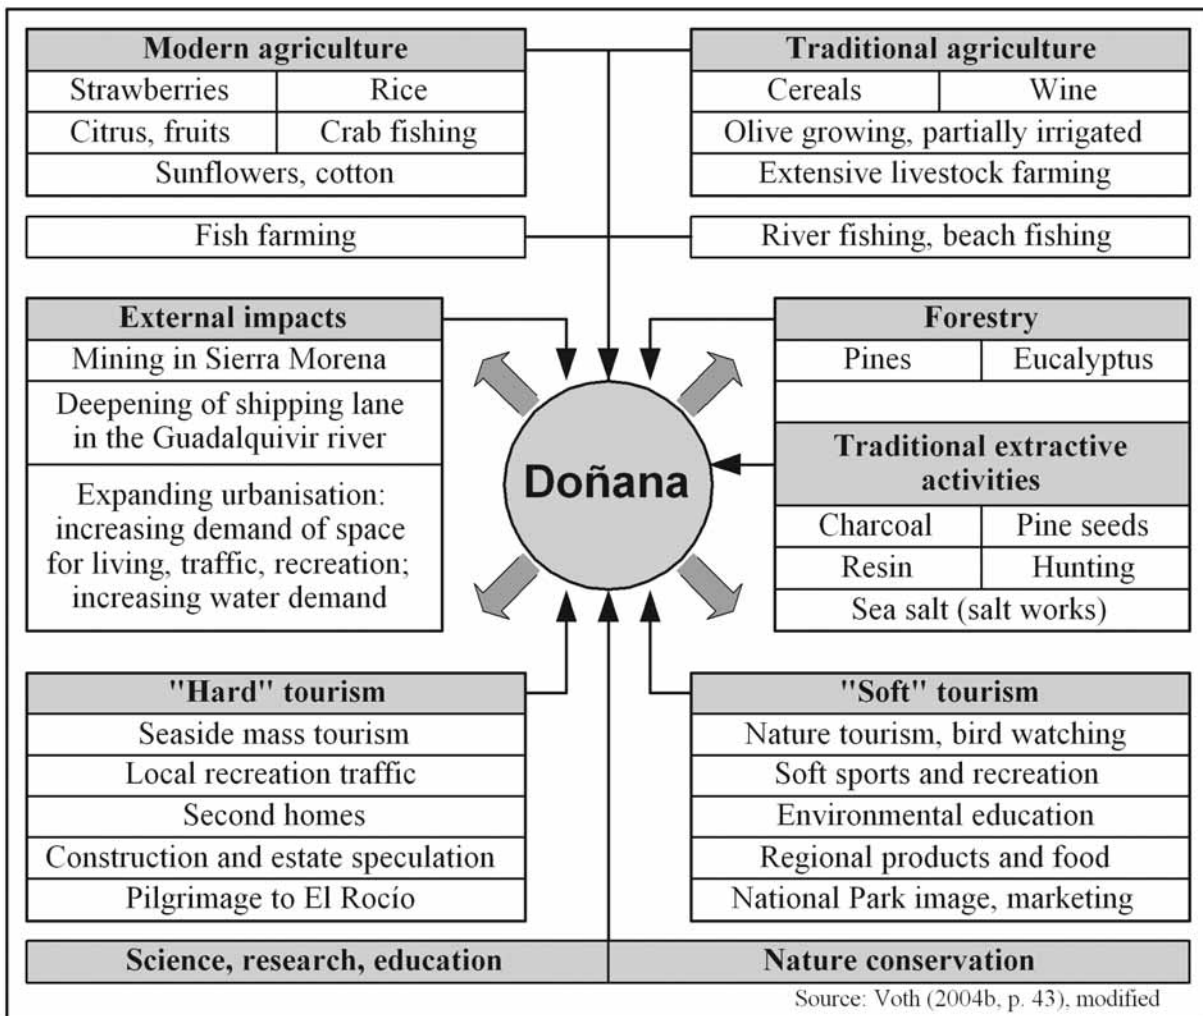 Modern agriculture
Strawberries
Rice
Citrus, fruits
Crab fishing
Sunflowers, cotton
Fish farming
Traditional agriculture
Cereals
Wine
Olive growing, partially irrigated
Extensive livestock farming
River fishing, beach fishing
External impacts
Mining in Sierra Morena
Deepening of shipping lane
in the Guadalquivir river
Expanding urbanisation:
increasing demand of space
for living, traffic, recreation;
increasing water demand
Doñana
Forestry
Pines
Eucalyptus
Traditional extractive
activities
Charcoal
Pine seeds
Resin
Hunting
Sea salt (salt works)
"Hard" tourism
Seaside mass tourism
Local recreation traffic
Second homes
Construction and estate speculation
Pilgrimage to El Rocío
"Soft" tourism
Nature tourism, bird watching
Soft sports and recreation
Environmental education
Regional products and food
National Park image, marketing
Science, research, education
Nature conservation
Source: Voth (2004b, p. 43), modified